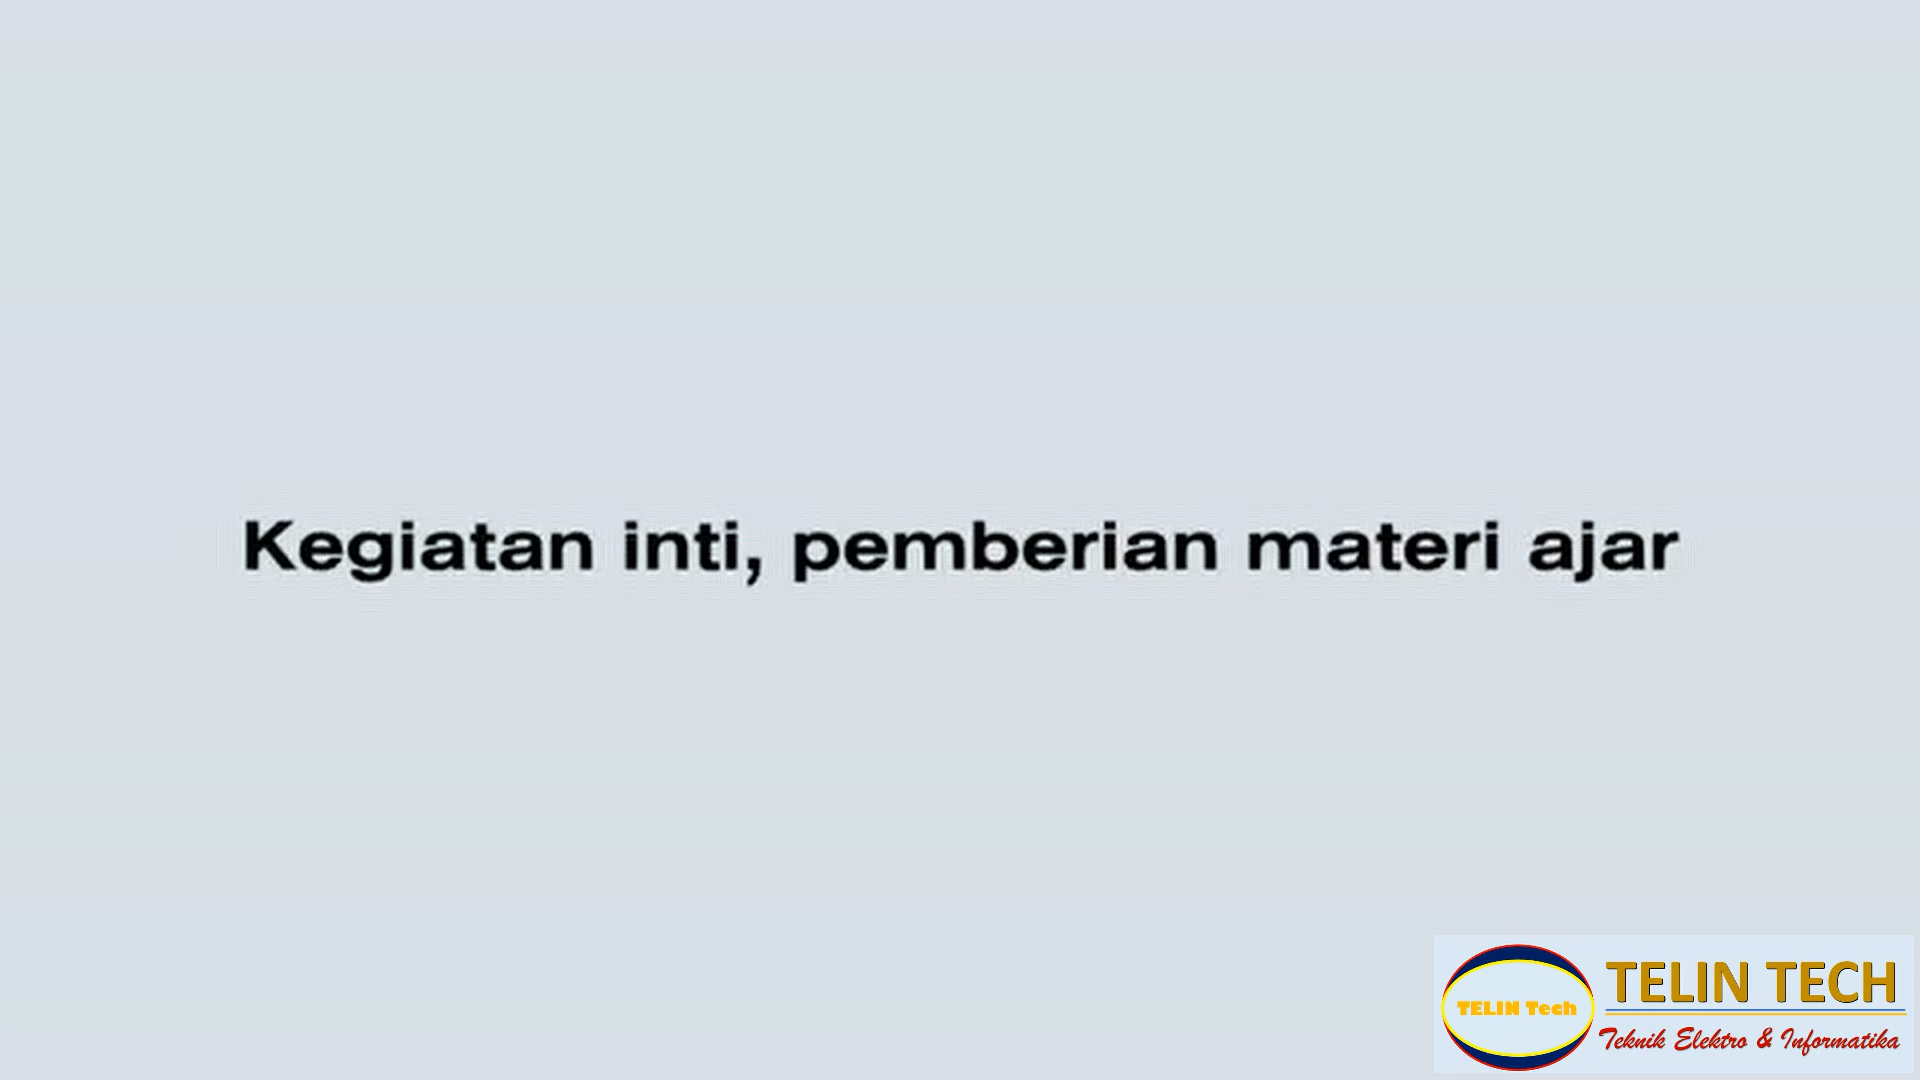 Kegiatan inti, pemberian materi ajar
TELIN Tech
TELIN TECH
Teknik Elektro & Informatika